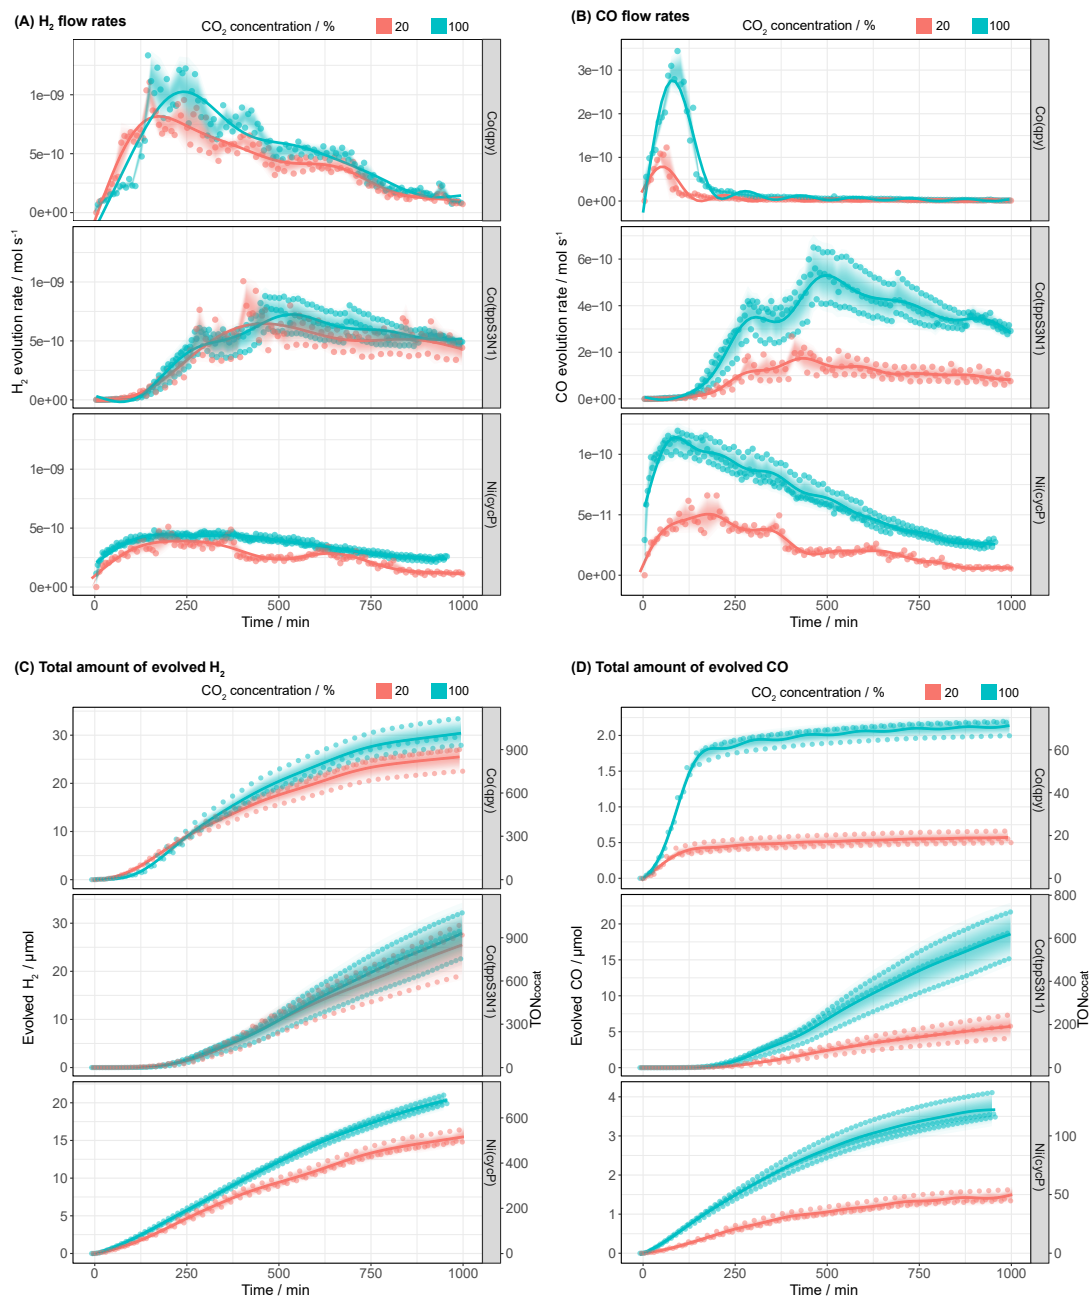 (A) H2 flow rates
CO2 concentration / % 20 100
1e−09
5e−10
0e+00
Co(qpy)
1e−09
5e−10
0e+00
Co(tppS3N1)
1e−09
5e−10
0e+00
Ni(cycP)
H2 evolution rate / mol s-1
0 250 500 750 1000
Time / min
(B) CO flow rates
CO2 concentration / % 20 100
3e−10
2e−10
1e−10
0e+00
Co(qpy)
6e−10
4e−10
2e−10
0e+00
Co(tppS3N1)
1e−10
5e−11
0e+00
Ni(cycP)
CO evolution rate / mol s-1
0 250 500 750 1000
Time / min
(C) Total amount of evolved H2
CO2 concentration / % 20 100
30
20
10
0
900
600
300
0
Co(qpy)
30
20
10
0
900
600
300
0
Co(tppS3N1)
20
15
10
5
0
600
400
200
0
Ni(cycP)
Evolved H2 / μmol
TONcocat
0 250 500 750 1000
Time / min
(D) Total amount of evolved CO
CO2 concentration / % 20 100
2.0
1.5
1.0
0.5
0.0
60
40
20
0
Co(qpy)
20
15
10
5
0
800
600
400
200
0
Co(tppS3N1)
4
3
2
1
0
100
50
0
Ni(cycP)
Evolved CO / μmol
TONcocat
0 250 500 750 1000
Time / min